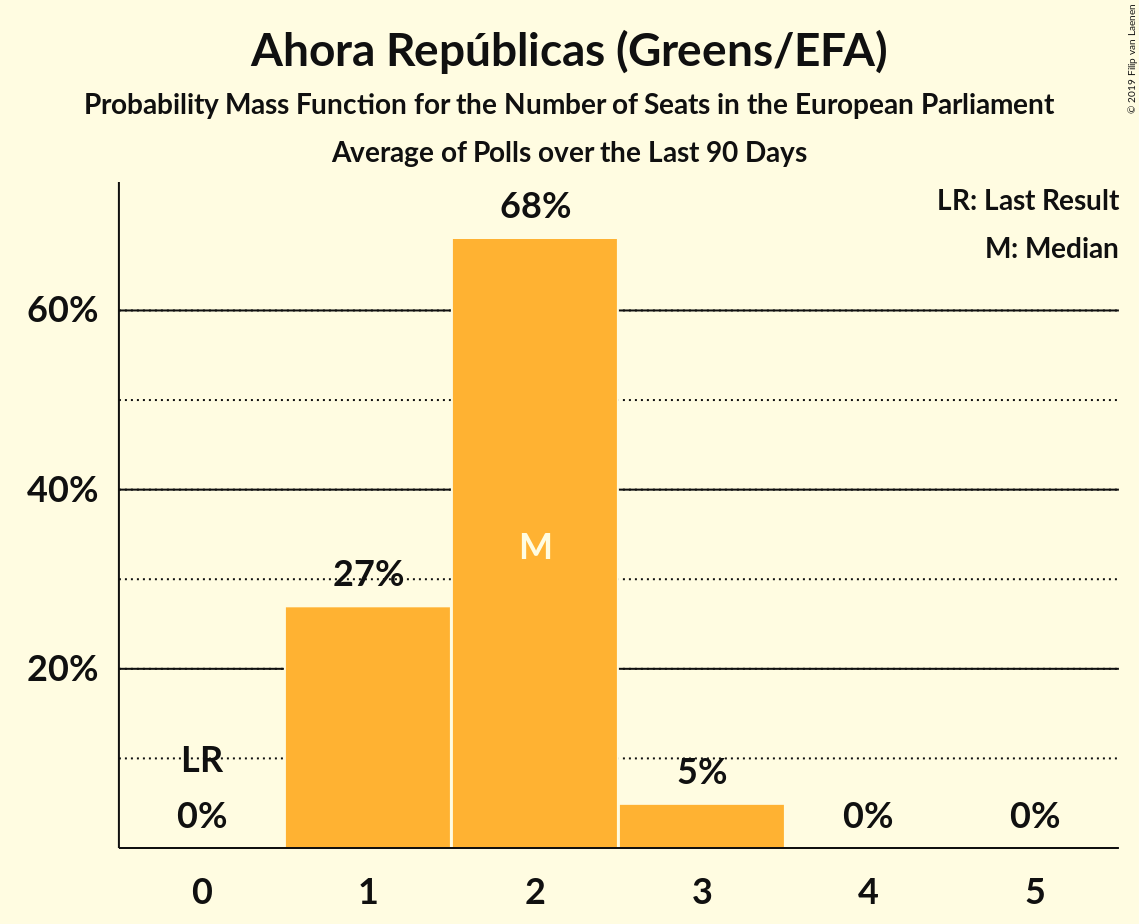 Ahora Repúblicas (Greens/EFA)
Probability Mass Function for the Number of Seats in the European Parliament
Average of Polls over the Last 90 Days
© 2019 Filip van Laenen
LR: Last Result
M: Median
68%
60%
40%
M
27%
20%
LR
5%
0%
0%
0%
0 1 2 3 4 5